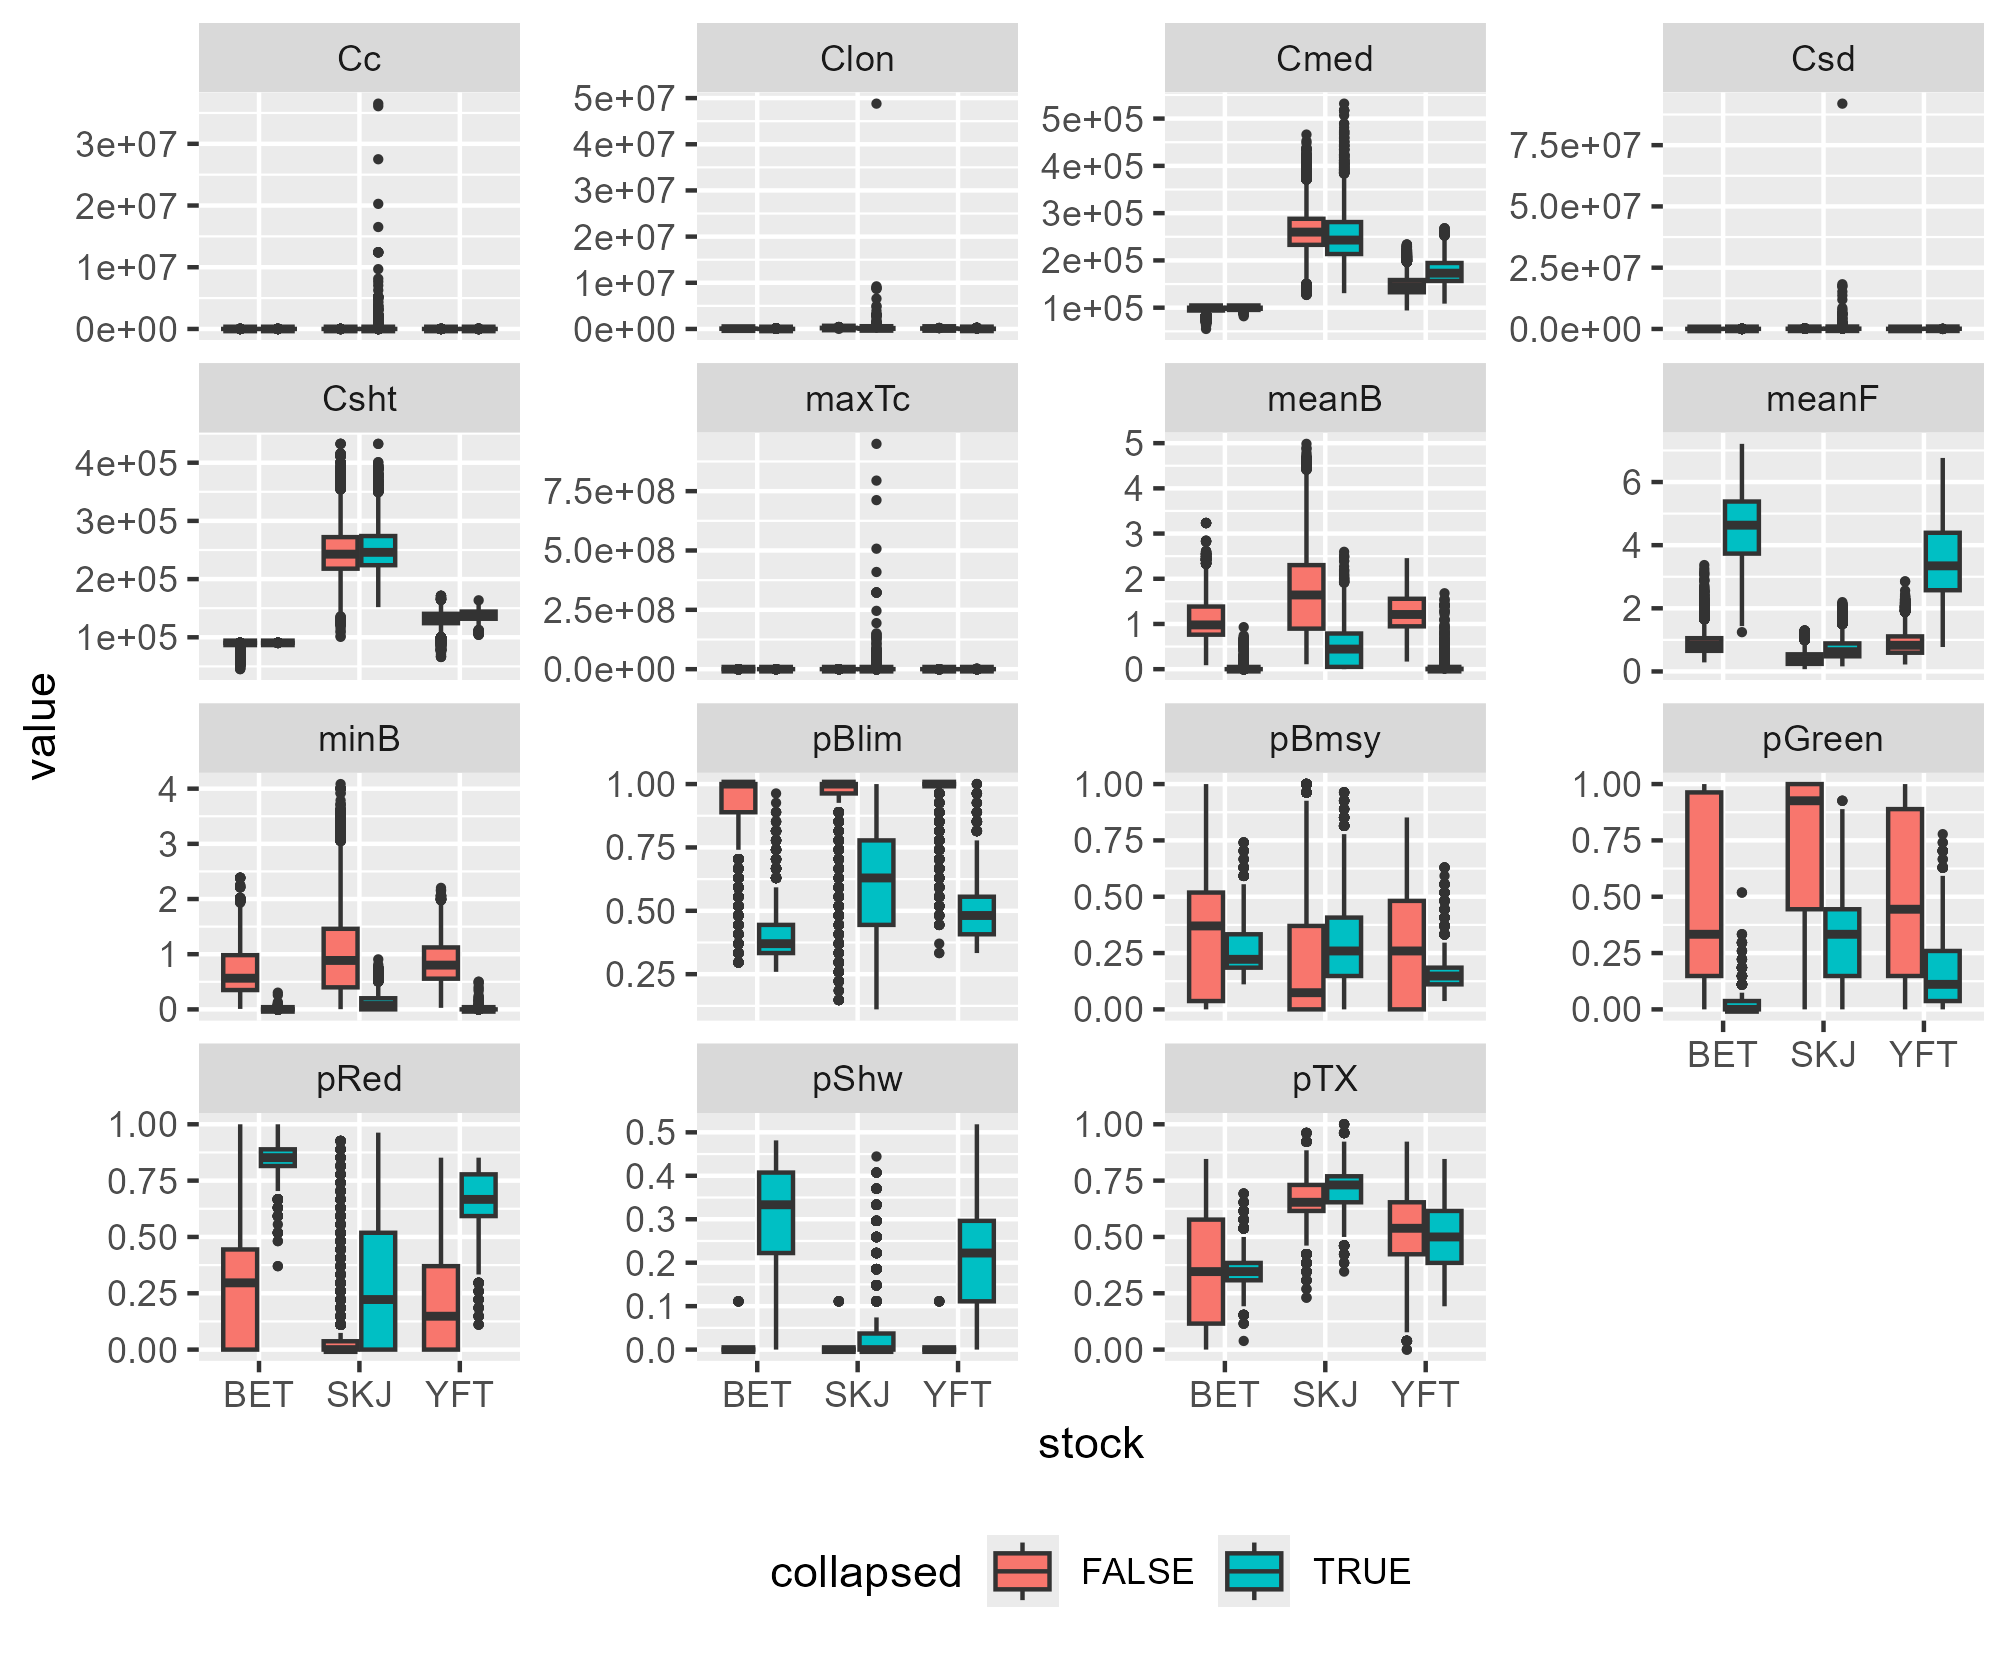 Cc
Clon
Cmed
Csd
3e+07
2e+07
1e+07
0e+00
5e+07
4e+07
3e+07
2e+07
1e+07
0e+00
5e+05
4e+05
3e+05
2e+05
1e+05
7.5e+07
5.0e+07
2.5e+07
0.0e+00
Csht
maxTc
meanB
meanF
4e+05
3e+05
2e+05
1e+05
7.5e+08
5.0e+08
2.5e+08
0.0e+00
5
4
3
2
1
0
6
4
2
0
minB
pBlim
pBmsy
pGreen
4
3
2
1
0
1.00
0.75
0.50
0.25
1.00
0.75
0.50
0.25
0.00
1.00
0.75
0.50
0.25
0.00
BET SKJ YFT
pRed
pShw
pTX
1.00
0.75
0.50
0.25
0.00
0.5
0.4
0.3
0.2
0.1
0.0
1.00
0.75
0.50
0.25
0.00
BET SKJ YFT
BET SKJ YFT
BET SKJ YFT
value
stock
collapsed FALSE TRUE